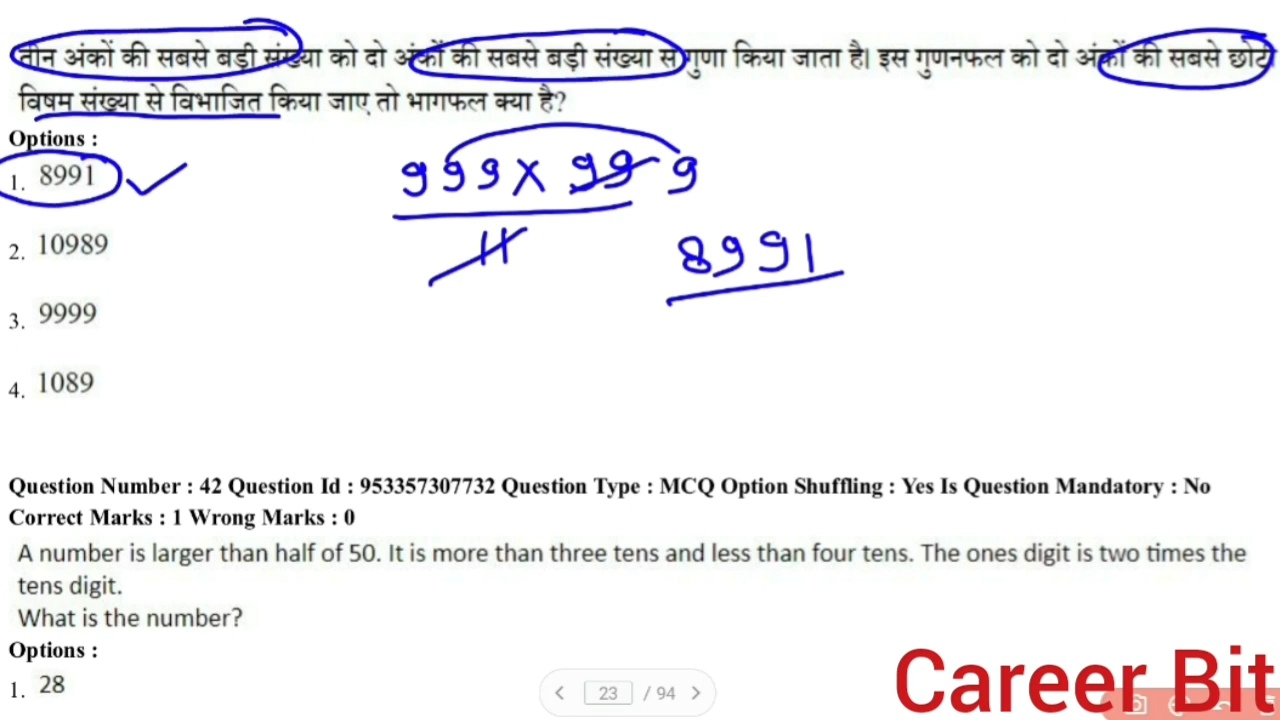 तीन अंकों की सबसे बड़ी संख्या को दो अंकों की सबसे बड़ी संख्या से गुणा किया जाता है। इस गुणनफल को दो अंकों की सबसे छोटी
विषम संख्या से विभाजित किया जाए तो भागफल क्या है?
Options :
1. 8991
999 x 99 9
11
8991
2. 10989
3. 9999
4. 1089
Question Number : 42 Question Id : 953357307732 Question Type : MCQ Option Shuffling : Yes Is Question Mandatory : No
Correct Marks : 1 Wrong Marks : 0
A number is larger than half of 50. It is more than three tens and less than four tens. The ones digit is two times the
tens digit.
What is the number?
Options :
1. 28
< 23 / 94 >
Career Bit